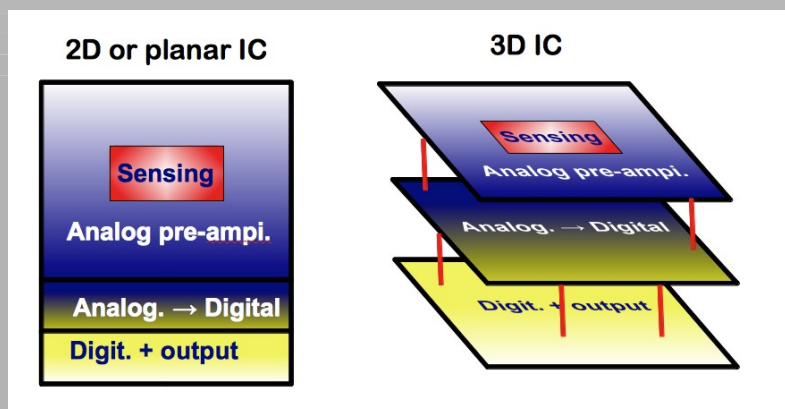 2D or planar IC
Sensing
Analog pre-ampi.
Analog. → Digital
Digit. + output
3D IC
Sensing
Analog pre-ampi.
Analog. → Digital
Digit. + output